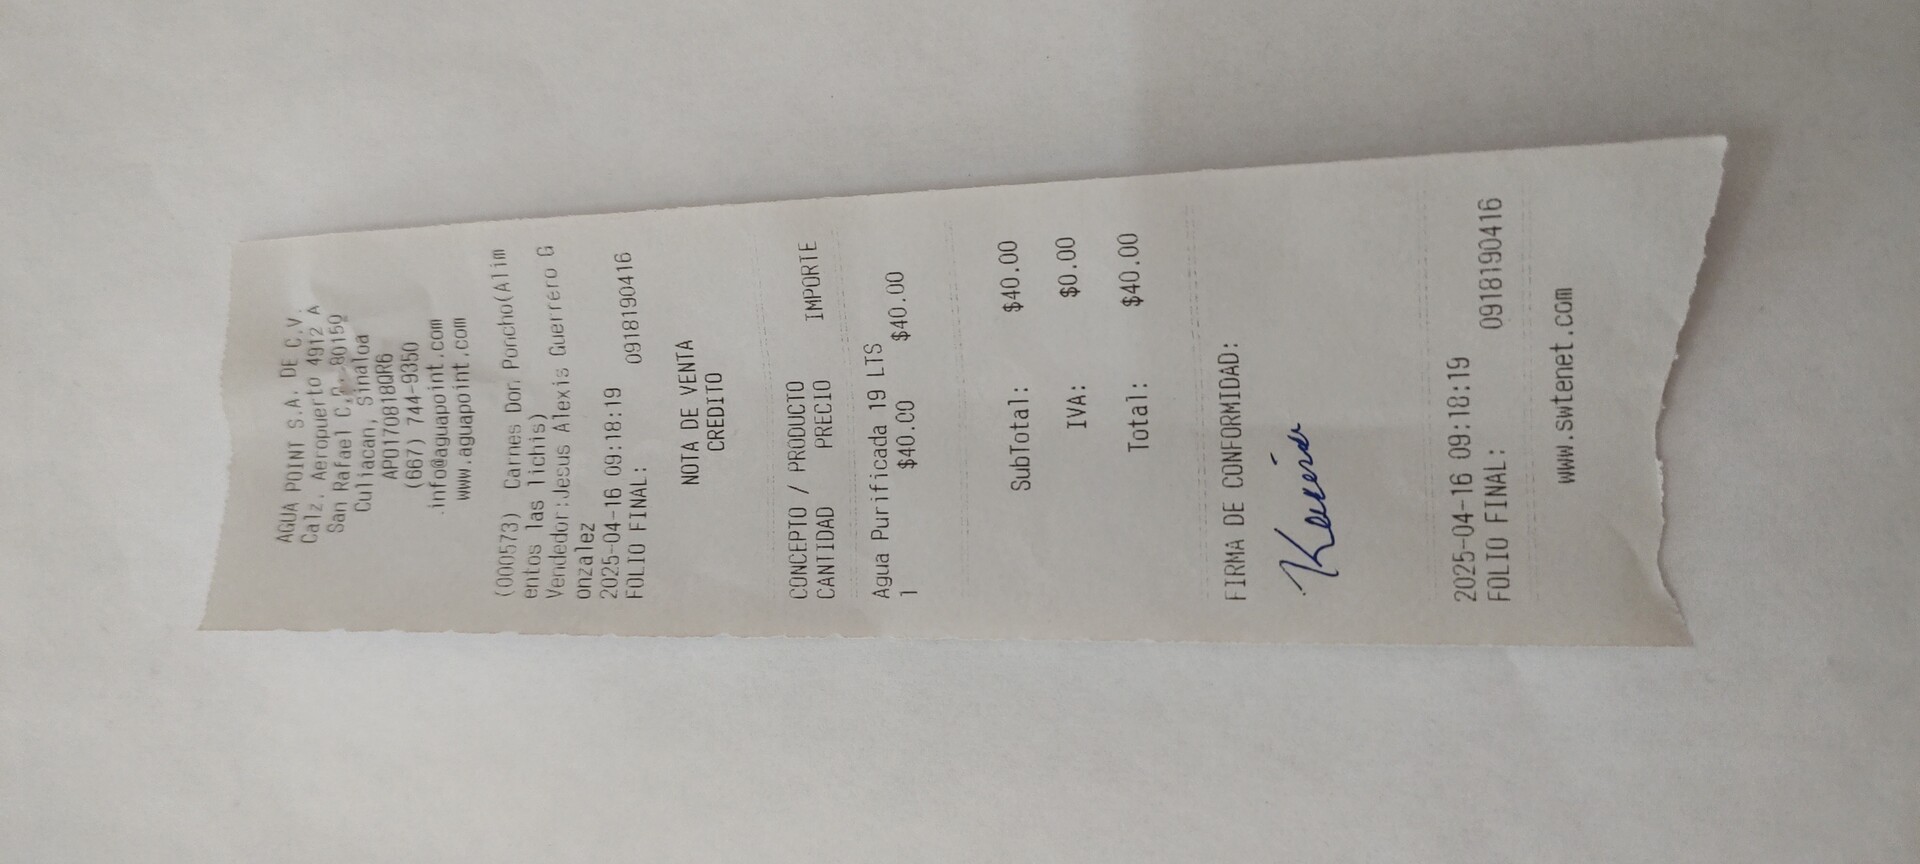 AGUA POINT S.A. DE C.V.
Calz. Aeropuerto 4912 A
San Rafael C.P. 80150
Culiacan, Sinaloa
APO170818QR6
(667) 744-9350
info@aguapoint.com
www.aguapoint.com
(000573) Carnes Don Poncho(Alim
entos las lichis)
Vendedor:Jesus Alexis Guerrero G
onzalez
2025-04-16 09:18:19
FOLIO FINAL: 0918190416
NOTA DE VENTA
CREDITO
CONCEPTO / PRODUCTO
CANTIDAD PRECIO IMPORTE
Agua Purificada 19 LTS
1 $40.00 $40.00
SubTotal: $40.00
IVA: $0.00
Total: $40.00
FIRMA DE CONFORMIDAD:
2025-04-16 09:18:19
FOLIO FINAL: 0918190416
www.swtenet.com